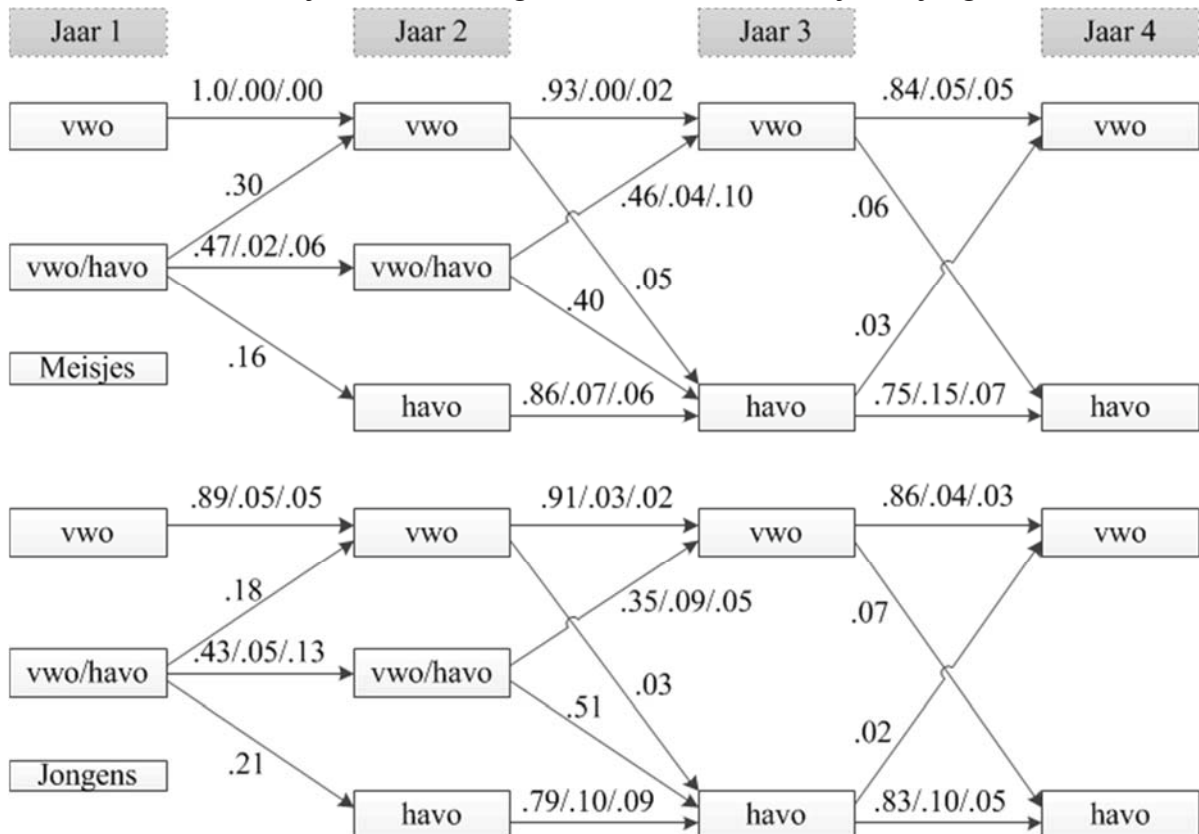 Jaar 1 Jaar 2 Jaar 3 Jaar 4
1.0/.00/.00 .93/.00/.02 .84/.05/.05
vwo vwo vwo vwo
.30 .46/.04/.10 .06
.47/.02/.06
vwo/havo vwo/havo
.05
.40
.03
Meisjes
.16 .86/.07/.06 .75/.15/.07
havo havo havo
.89/.05/.05 .91/.03/.02 .86/.04/.03
vwo vwo vwo vwo
.18 .35/.09/.05 .07
.43/.05/.13
vwo/havo vwo/havo
.03
.51
.02
Jongens
.21 .79/.10/.09 .83/.10/.05
havo havo havo